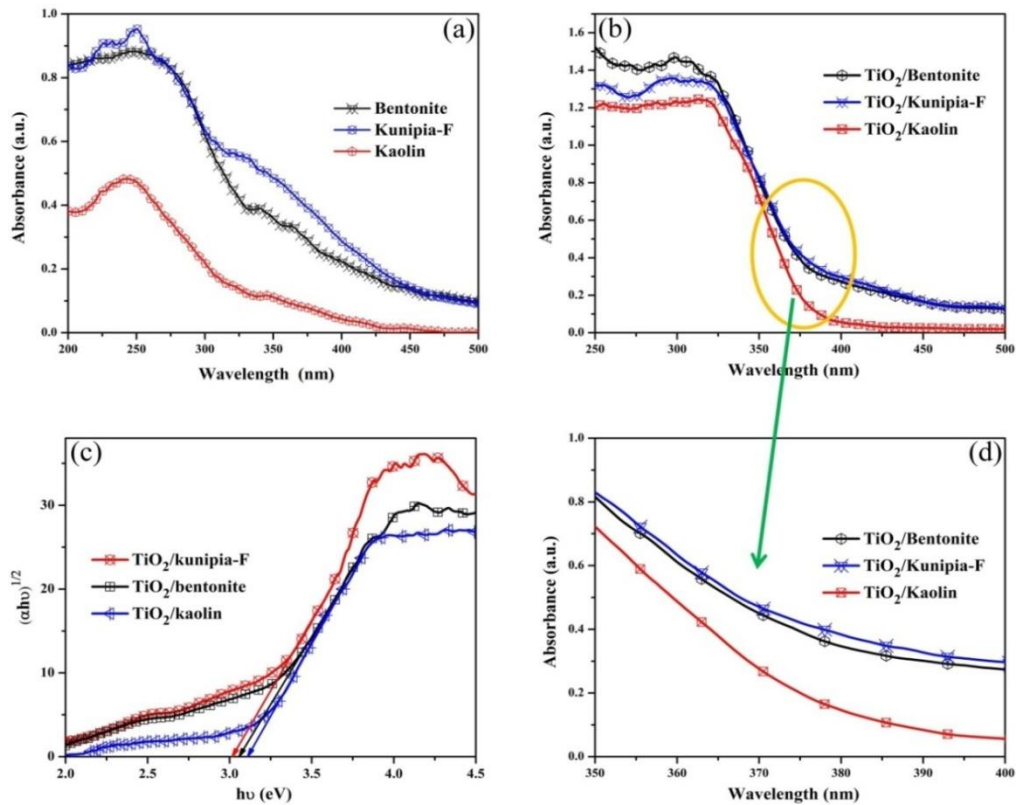 (a)
Bentonite
Kunipia-F
Kaolin
Absorbance (a.u.)
1.0
0.8
0.6
0.4
0.2
0.0
200 250 300 350 400 450 500
Wavelength (nm)
(b)
TiO₂/Bentonite
TiO₂/Kunipia-F
TiO₂/Kaolin
Absorbance (a.u.)
1.6
1.4
1.2
1.0
0.8
0.6
0.4
0.2
0.0
250 300 350 400 450 500
Wavelength (nm)
(c)
TiO₂/kunipia-F
TiO₂/bentonite
TiO₂/kaolin
(αhυ)^1/2
30
20
10
0
2.0 2.5 3.0 3.5 4.0 4.5
hυ (eV)
(d)
TiO₂/Bentonite
TiO₂/Kunipia-F
TiO₂/Kaolin
Absorbance (a.u.)
1.0
0.8
0.6
0.4
0.2
0.0
350 360 370 380 390 400
Wavelength (nm)